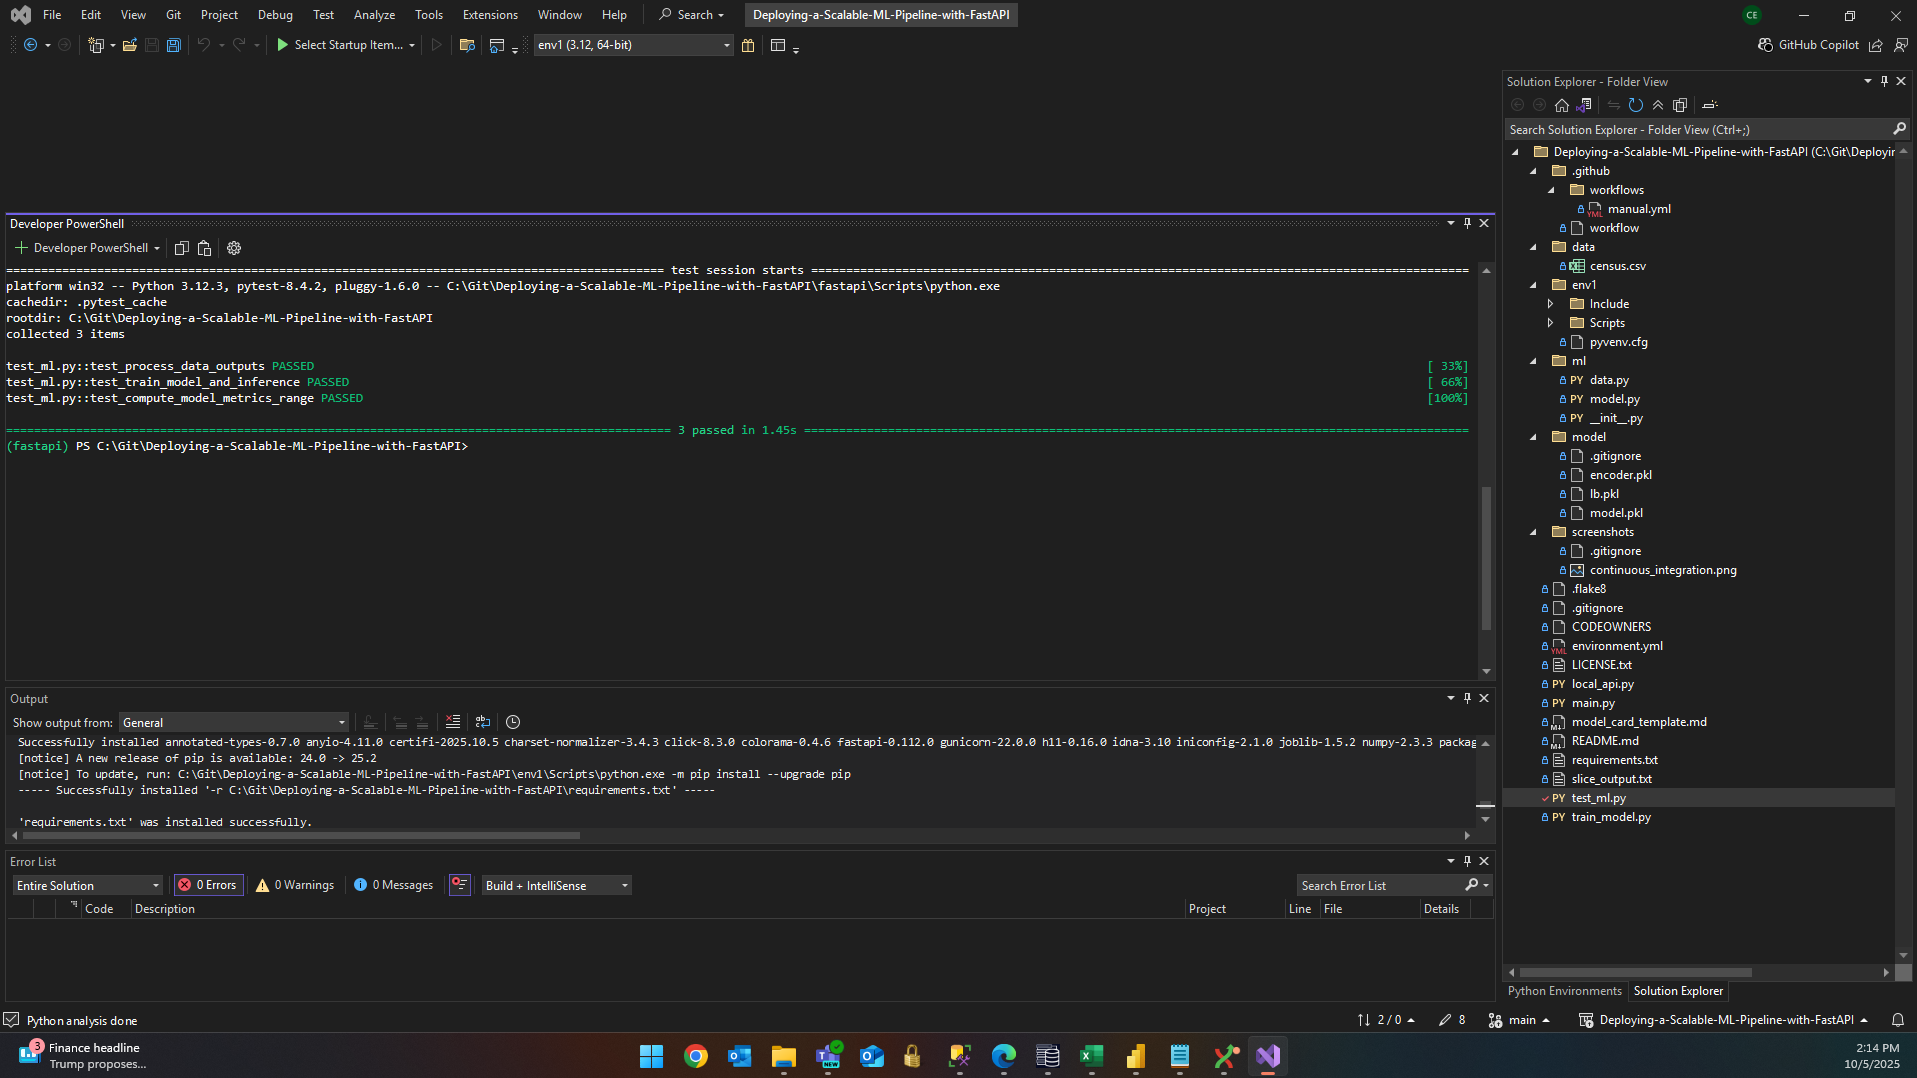 File Edit View Git Project Debug Test Analyze Tools Extensions Window Help Search Deploying-a-Scalable-ML-Pipeline-with-FastAPI CE
Select Startup Item... env1 (3.12, 64-bit) GitHub Copilot
Developer PowerShell
Developer PowerShell
============================================================================================== test session starts ==============================================================================================
platform win32 -- Python 3.12.3, pytest-8.4.2, pluggy-1.6.0 -- C:\Git\Deploying-a-Scalable-ML-Pipeline-with-FastAPI\fastapi\Scripts\python.exe
cachedir: .pytest_cache
rootdir: C:\Git\Deploying-a-Scalable-ML-Pipeline-with-FastAPI
collected 3 items
test_ml.py::test_process_data_outputs PASSED [ 33%]
test_ml.py::test_train_model_and_inference PASSED [ 66%]
test_ml.py::test_compute_model_metrics_range PASSED [100%]
=============================================================================================== 3 passed in 1.45s ===============================================================================================
(fastapi) PS C:\Git\Deploying-a-Scalable-ML-Pipeline-with-FastAPI>
Output
Show output from: General
Successfully installed annotated-types-0.7.0 anyio-4.11.0 certifi-2025.10.5 charset-normalizer-3.4.3 click-8.3.0 colorama-0.4.6 fastapi-0.112.0 gunicorn-22.0.0 h11-0.16.0 idna-3.10 iniconfig-2.1.0 joblib-1.5.2 numpy-2.3.3 packag
[notice] A new release of pip is available: 24.0 -> 25.2
[notice] To update, run: C:\Git\Deploying-a-Scalable-ML-Pipeline-with-FastAPI\env1\Scripts\python.exe -m pip install --upgrade pip
----- Successfully installed '-r C:\Git\Deploying-a-Scalable-ML-Pipeline-with-FastAPI\requirements.txt' -----
'requirements.txt' was installed successfully.
Error List
Entire Solution 0 Errors 0 Warnings 0 Messages Build + IntelliSense Search Error List
Code Description Project Line File Details
Solution Explorer - Folder View
Search Solution Explorer - Folder View (Ctrl+;)
Deploying-a-Scalable-ML-Pipeline-with-FastAPI (C:\Git\Deployin
.github
workflows
YML manual.yml
workflow
data
census.csv
env1
Include
Scripts
pyvenv.cfg
ml
PY data.py
PY model.py
PY __init__.py
model
.gitignore
encoder.pkl
lb.pkl
model.pkl
screenshots
.gitignore
continuous_integration.png
.flake8
.gitignore
CODEOWNERS
YML environment.yml
LICENSE.txt
PY local_api.py
PY main.py
model_card_template.md
README.md
requirements.txt
slice_output.txt
PY test_ml.py
PY train_model.py
Python Environments Solution Explorer
Python analysis done 2 / 0 8 main Deploying-a-Scalable-ML-Pipeline-with-FastAPI
3 Finance headline
Trump proposes...
NEW
2:14 PM
10/5/2025